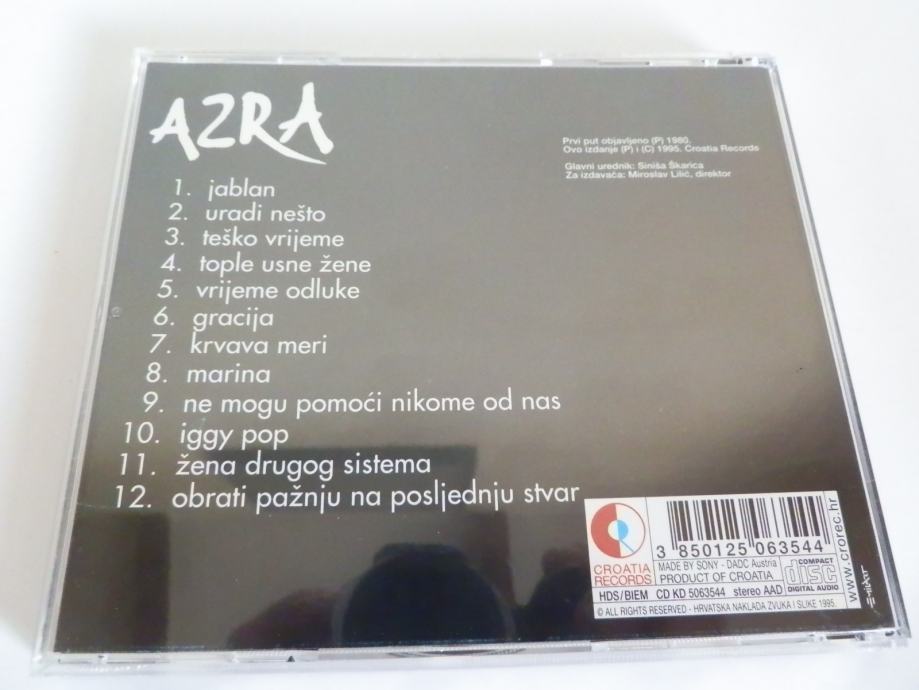 AZRA
Prvi put objavljeno (P) 1980.
Ovo izdanje (P) i (C) 1995. Croatia Records
Glavni urednik: Siniša Škarica
Za izdavača: Miroslav Lilić, direktor
1. jablan
2. uradi nešto
3. teško vrijeme
4. tople usne žene
5. vrijeme odluke
6. gracija
7. krvava meri
8. marina
9. ne mogu pomoći nikome od nas
10. iggy pop
11. žena drugog sistema
12. obrati pažnju na posljednju stvar
CROATIA
RECORDS
3 850125 063544
MADE BY SONY - DADC Austria
PRODUCT OF CROATIA
COMPACT
disc
DIGITAL AUDIO
HDS/BIEM CD KD 5063544 stereo AAD
© ALL RIGHTS RESERVED - HRVATSKA NAKLADA ZVUKA I SLIKE 1995.
www.crorec.hr